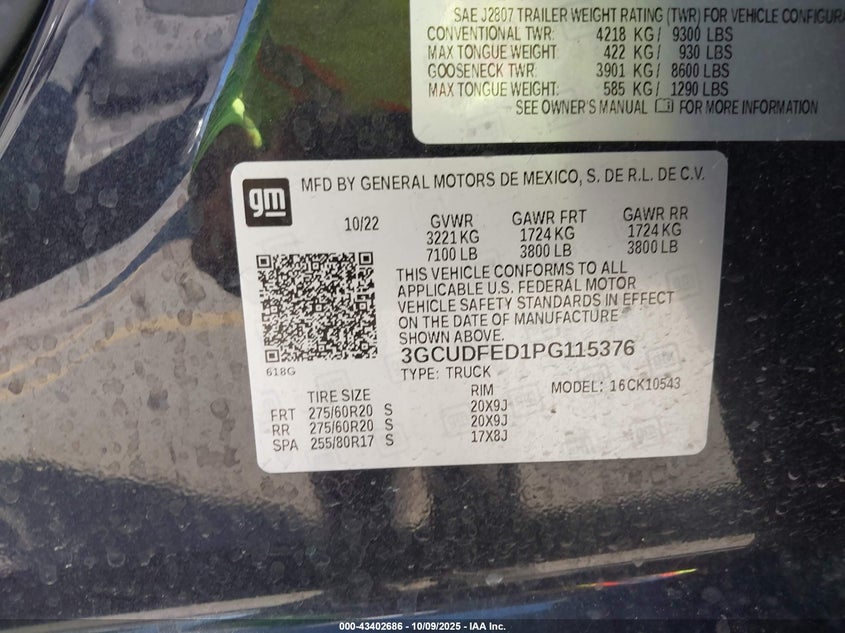 SAE J2807 TRAILER WEIGHT RATING (TWR) FOR VEHICLE
CONVENTIONAL TWR: 4218 KG / 9300 LBS
MAX TONGUE WEIGHT: 422 KG / 930 LBS
GOOSENECK TWR: 3901 KG / 8600 LBS
MAX TONGUE WEIGHT: 585 KG / 1290 LBS
SEE OWNER'S MANUAL FOR MORE INFORMATION
gm MFD BY GENERAL MOTORS DE MEXICO, S. DE R.L. DE C.V.
10/22 GVWR GAWR FRT GAWR RR
3221 KG 1724 KG 1724 KG
7100 LB 3800 LB 3800 LB
THIS VEHICLE CONFORMS TO ALL
APPLICABLE U.S. FEDERAL MOTOR
VEHICLE SAFETY STANDARDS IN EFFECT
ON THE DATE OF MANUFACTURE
SHOWN ABOVE.
3GCUDFED1PG115376
618G TYPE: TRUCK
TIRE SIZE RIM MODEL: 16CK10543
FRT 275/60R20 S 20X9J
RR 275/60R20 S 20X9J
SPA 255/80R17 S 17X8J
000-43402686 - 10/09/2025 - IAA Inc.